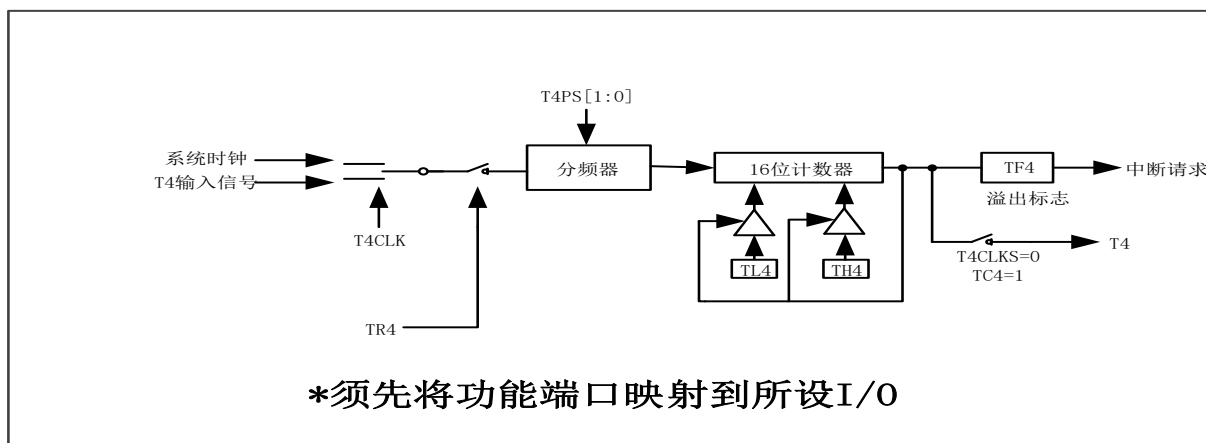 T4PS[1:0]
系统时钟
T4输入信号
分频器
16位计数器
TF4
中断请求
溢出标志
T4CLK
TL4
TH4
T4
T4CLKS=0
TC4=1
TR4
*须先将功能端口映射到所设I/O